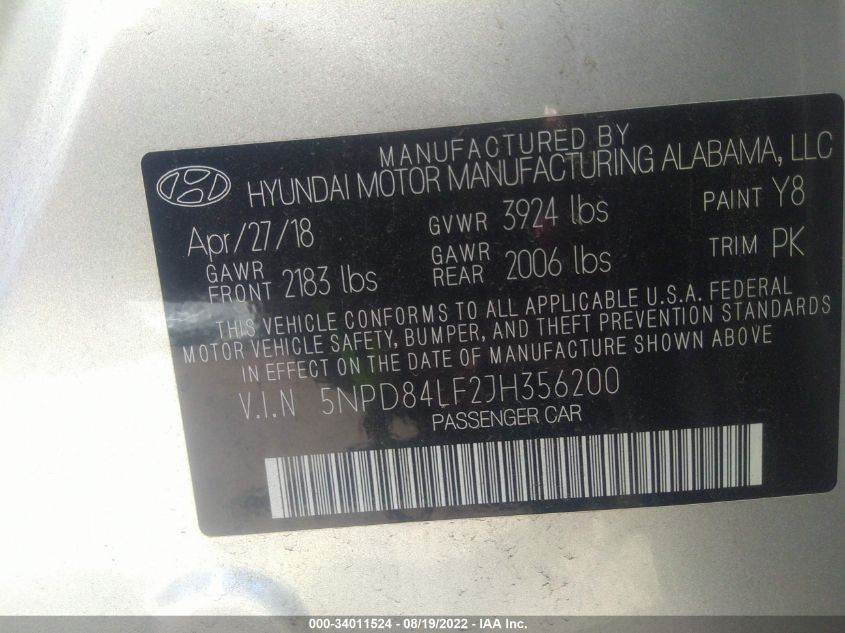 MANUFACTURED BY
HYUNDAI MOTOR MANUFACTURING ALABAMA, LLC
Apr/27/18 GVWR 3924 lbs PAINT Y8
GAWR FRONT 2183 lbs GAWR REAR 2006 lbs TRIM PK
THIS VEHICLE CONFORMS TO ALL APPLICABLE U.S.A. FEDERAL
MOTOR VEHICLE SAFETY, BUMPER, AND THEFT PREVENTION STANDARDS
IN EFFECT ON THE DATE OF MANUFACTURE SHOWN ABOVE
V.I.N 5NPD84LF2JH356200
PASSENGER CAR
000-34011524 - 08/19/2022 - IAA Inc.